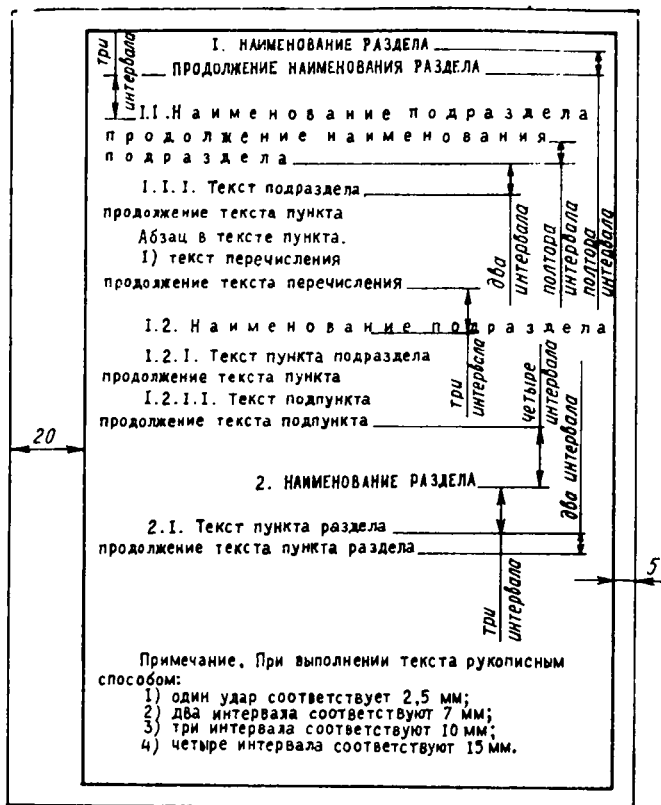 три интервала
I. НАИМЕНОВАНИЕ РАЗДЕЛА
ПРОДОЛЖЕНИЕ НАИМЕНОВАНИЯ РАЗДЕЛА
I.I. Наименование подраздела
продолжение наименования
подраздела
I.I.I. Текст подраздела
продолжение текста пункта
Абзац в тексте пункта.
I) текст перечисления
продолжение текста перечисления
два интервала
полтора интервала
полтора интервала
I.2. Наименование подраздела
I.2.I. Текст пункта подраздела
продолжение текста пункта
I.2.I.I. Текст подпункта
продолжение текста подпункта
три интервала
четыре интервала
два интервала
20
2. НАИМЕНОВАНИЕ РАЗДЕЛА
2.I. Текст пункта раздела
продолжение текста пункта раздела
три интервала
5
Примечание. При выполнении текста рукописным
способом:
I) один удар соответствует 2,5 мм;
2) два интервала соответствуют 7 мм;
3) три интервала соответствуют 10 мм;
4) четыре интервала соответствуют 15 мм.